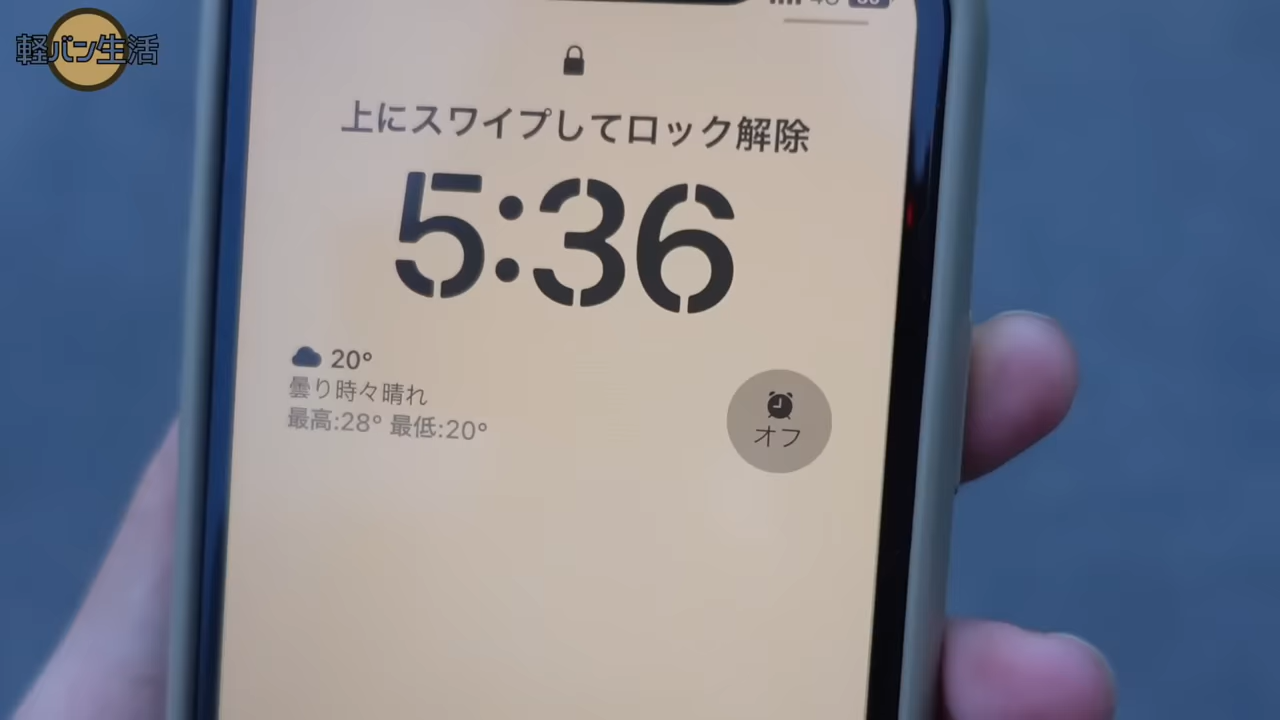 軽バン生活
上にスワイプしてロック解除
5:36
20°
曇り時々晴れ
最高:28° 最低:20°
オフ